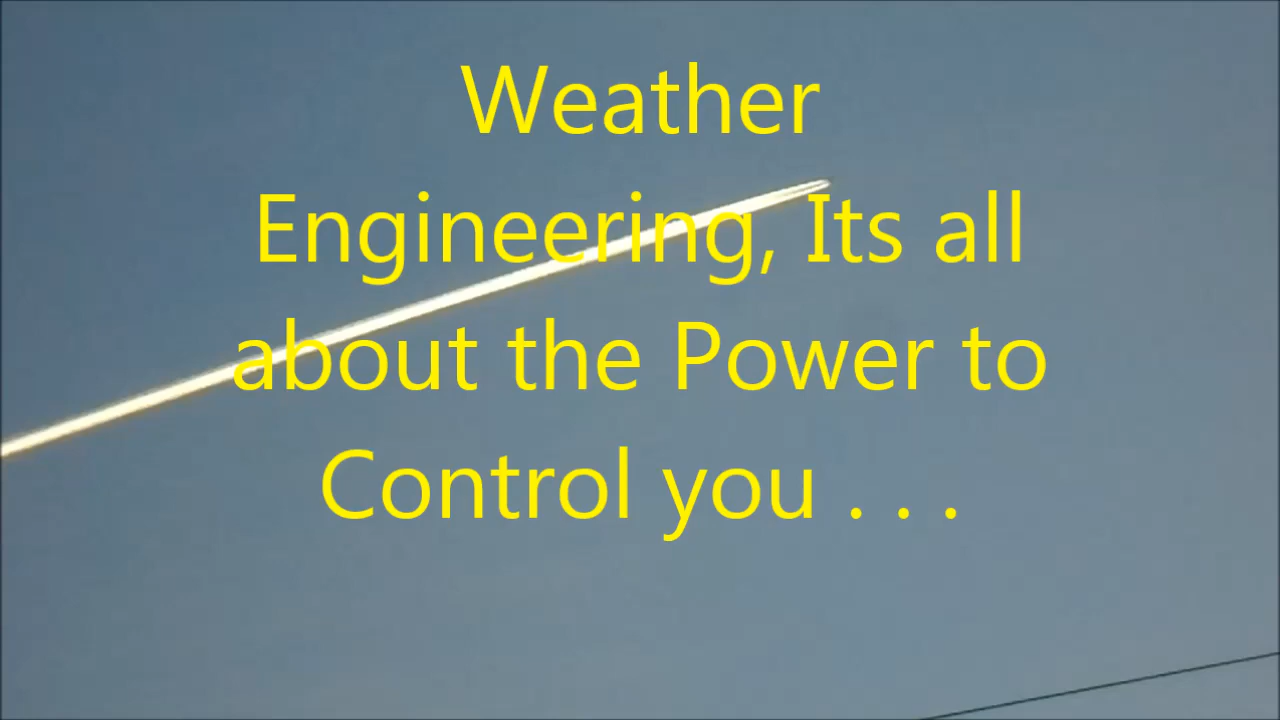 Weather
Engineering, Its all
about the Power to
Control you . . .